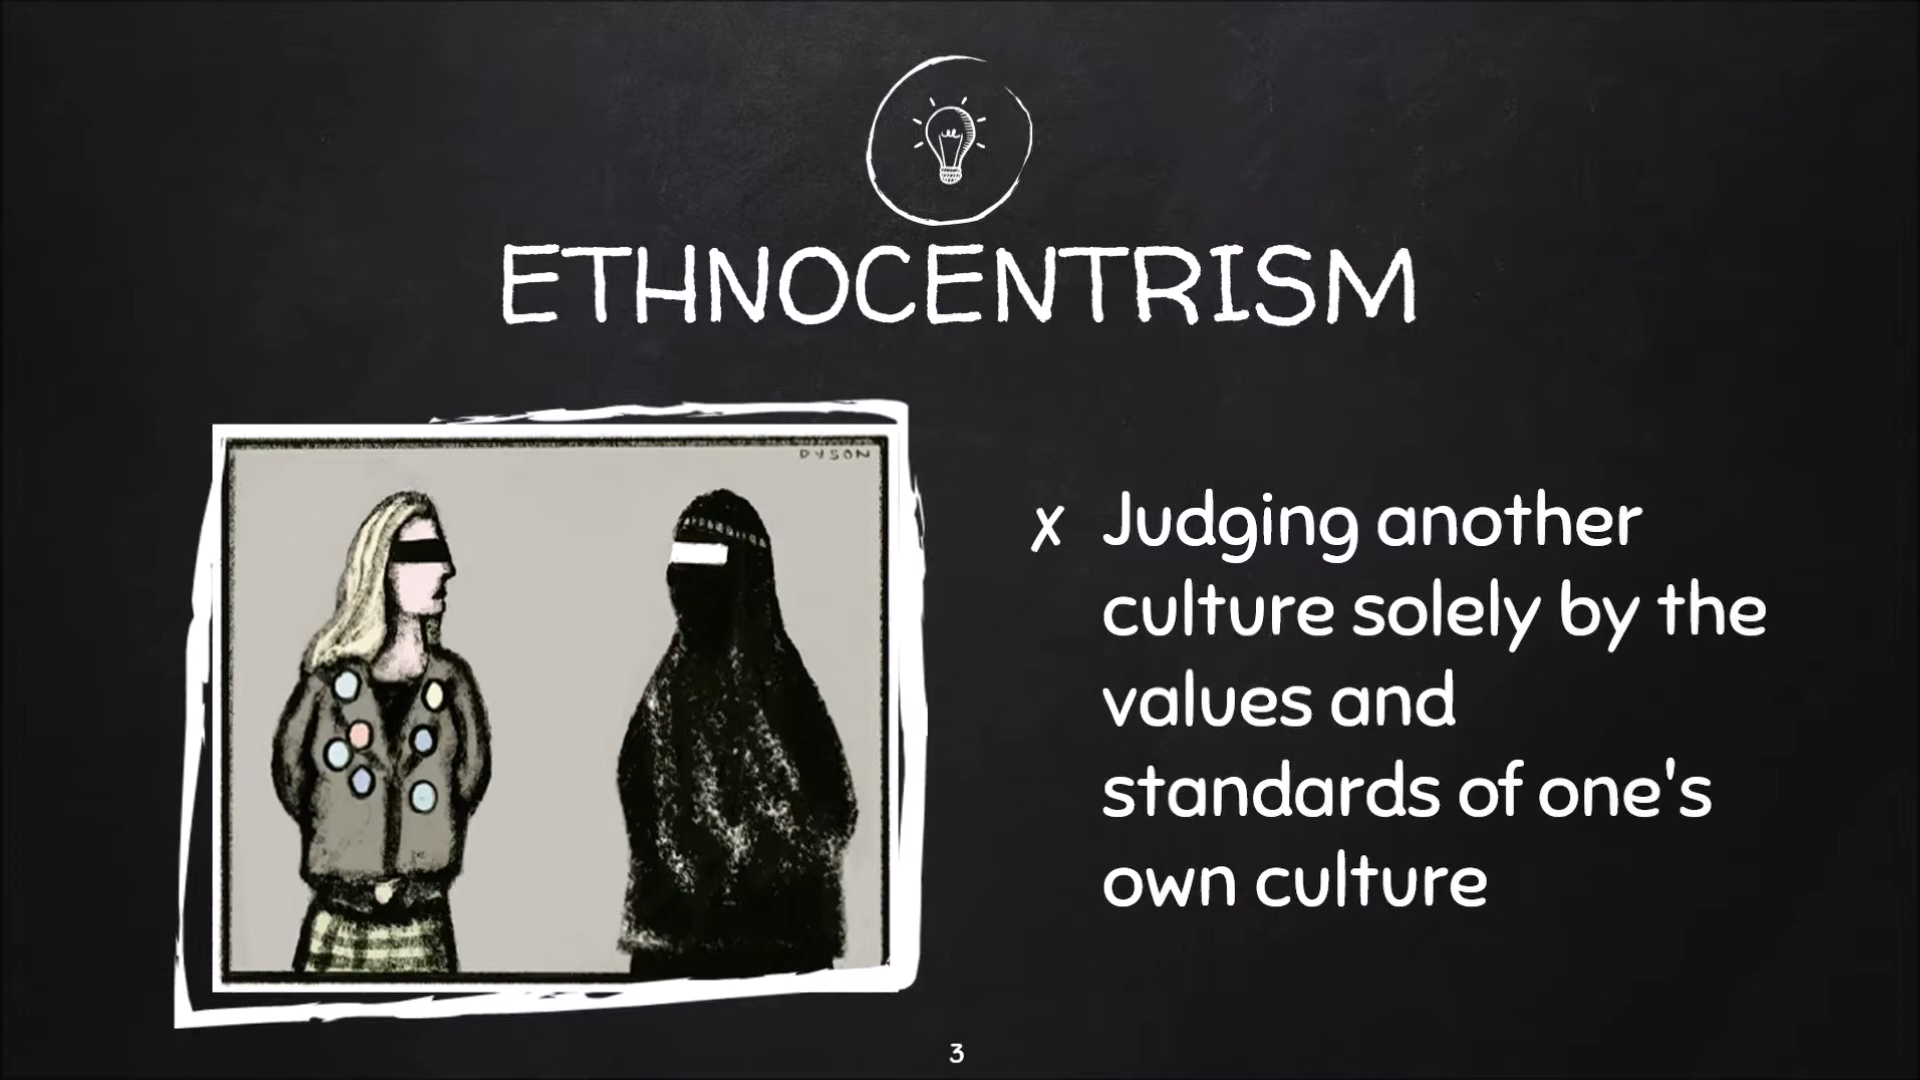 ETHNOCENTRISM
DYSON
x Judging another
culture solely by the
values and
standards of one's
own culture
3